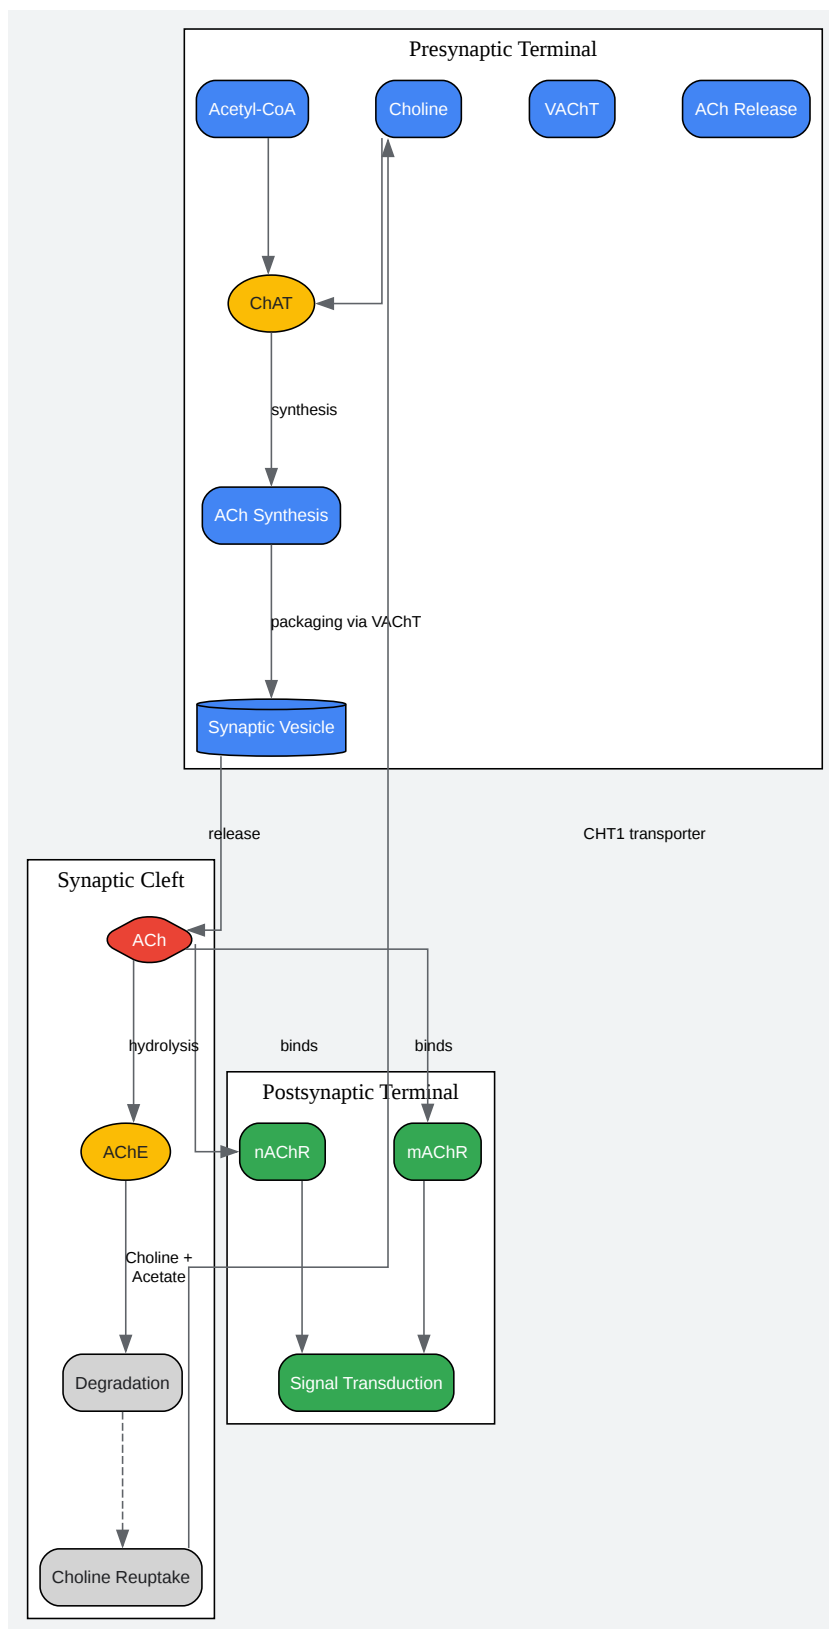 Presynaptic Terminal
Acetyl-CoA
Choline
VAChT
ACh Release
ChAT
synthesis
ACh Synthesis
packaging via VAChT
Synaptic Vesicle
release
CHT1 transporter
Synaptic Cleft
ACh
hydrolysis
binds
binds
Postsynaptic Terminal
AChE
nAChR
mAChR
Choline +
Acetate
Degradation
Signal Transduction
Choline Reuptake